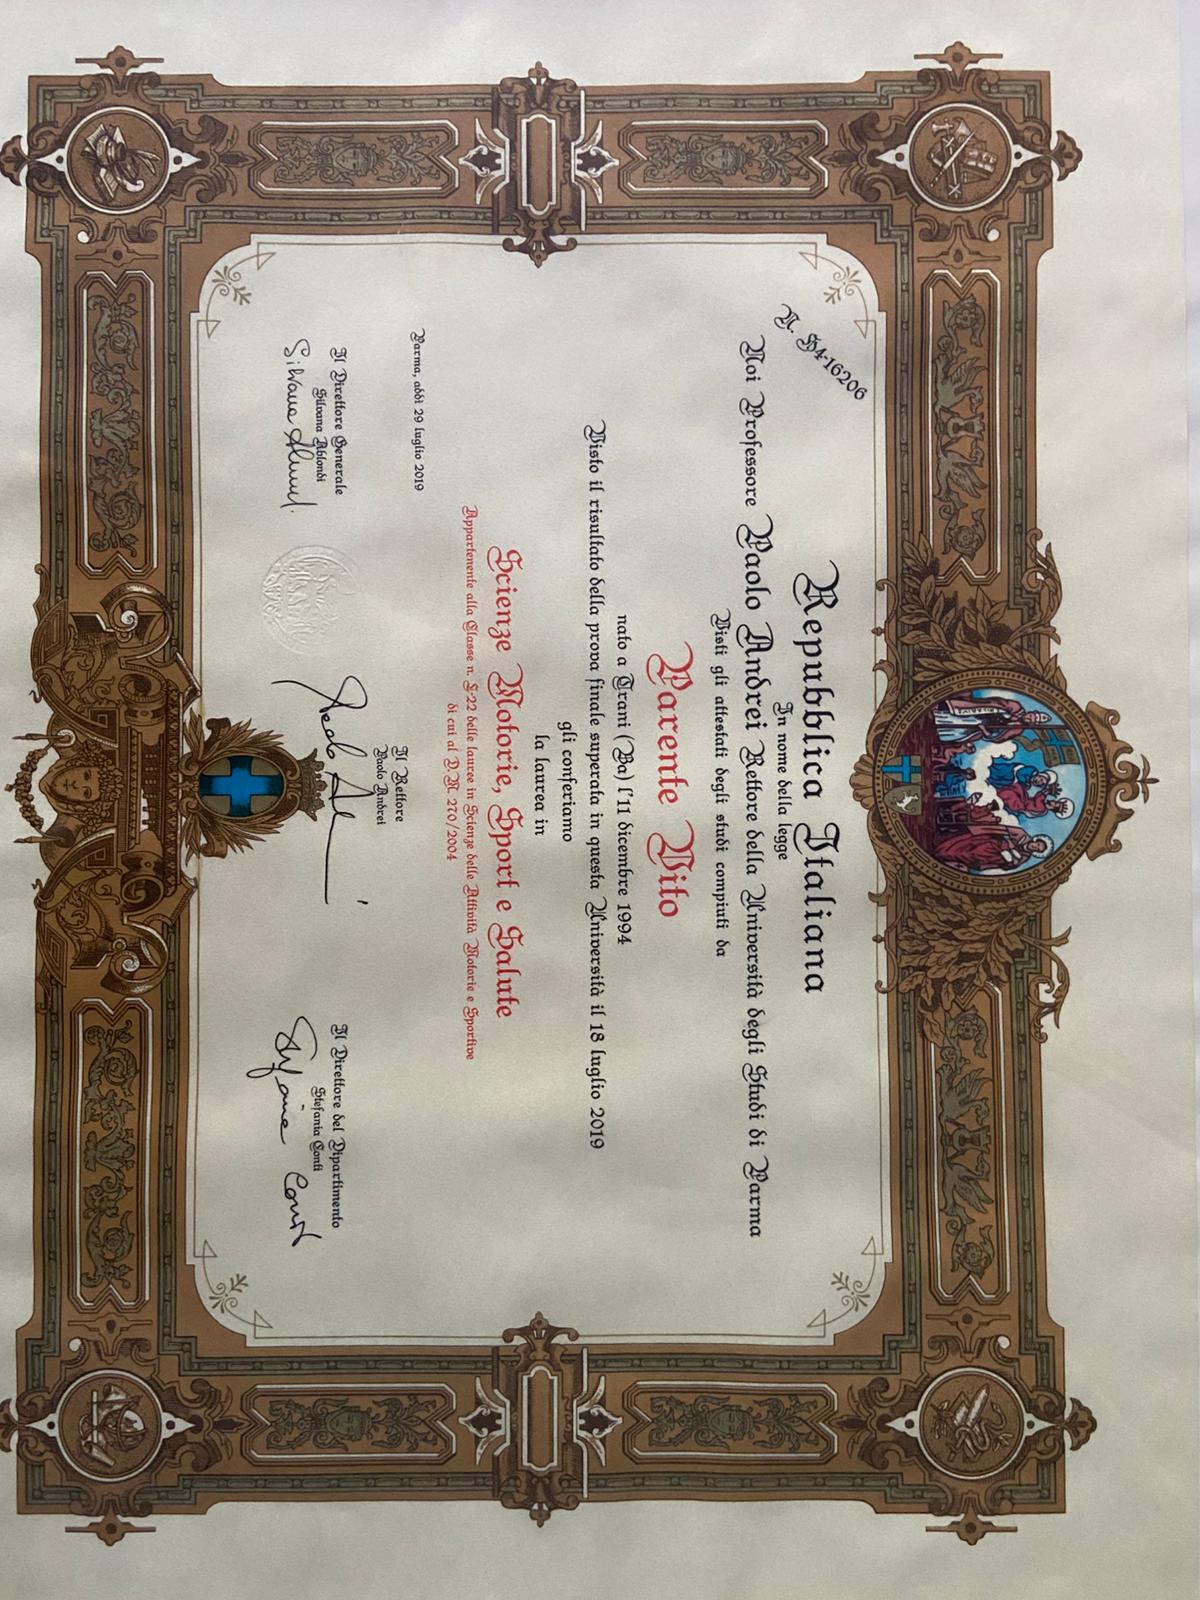 N. S4-16206
Repubblica Italiana
In nome della legge
Noi Professore Paolo Andrei Rettore della Università degli Studi di Parma
Visti gli attestati degli studi compiuti da
Parente Vito
nato a Trani (Ba) l'11 dicembre 1994
Visto il risultato della prova finale superata in questa Università il 18 luglio 2019
gli conferiamo
la laurea in
Scienze Motorie, Sport e Salute
Appartenente alla Classe n. L-22 delle lauree in Scienze delle Attività Motorie e Sportive
di cui al D.M. 270/2004
Parma, addì 29 luglio 2019
Il Direttore Generale
Silvana Ablondi
Il Rettore
Paolo Andrei
Il Direttore del Dipartimento
Stefania Conti
Stefania Conti